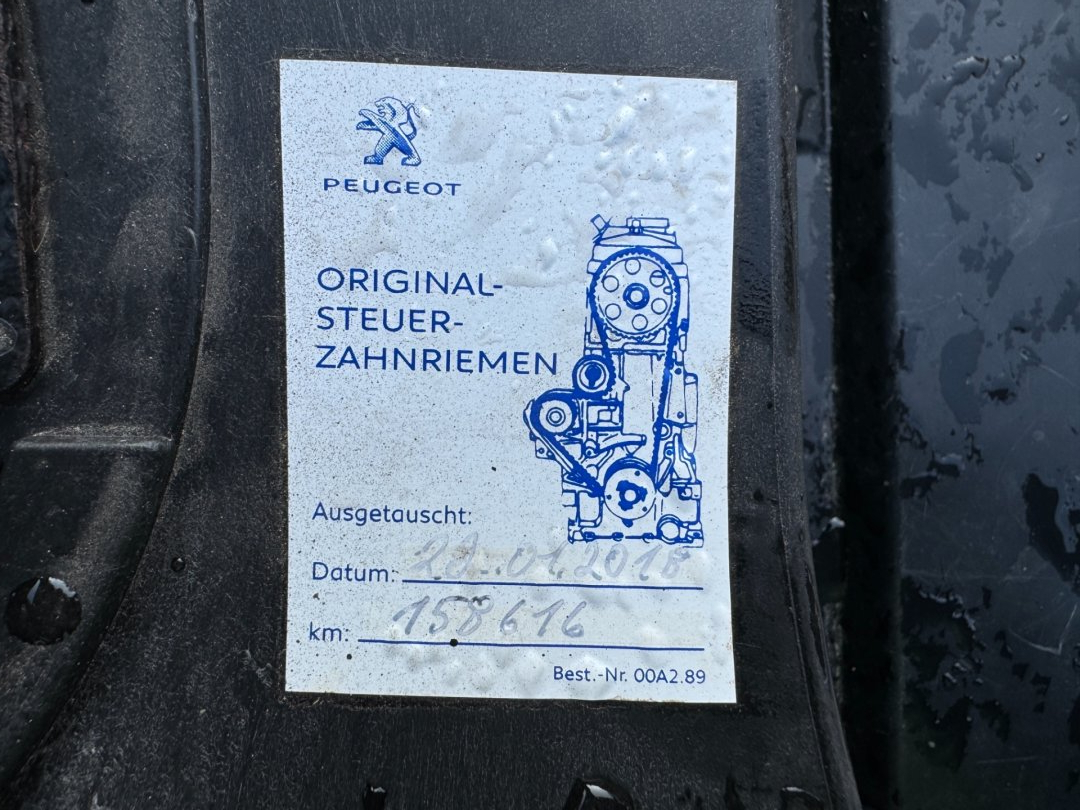 PEUGEOT
ORIGINAL-
STEUER-
ZAHNRIEMEN
Ausgetauscht:
Datum:
km: 158616
Best.-Nr. 00A2.89